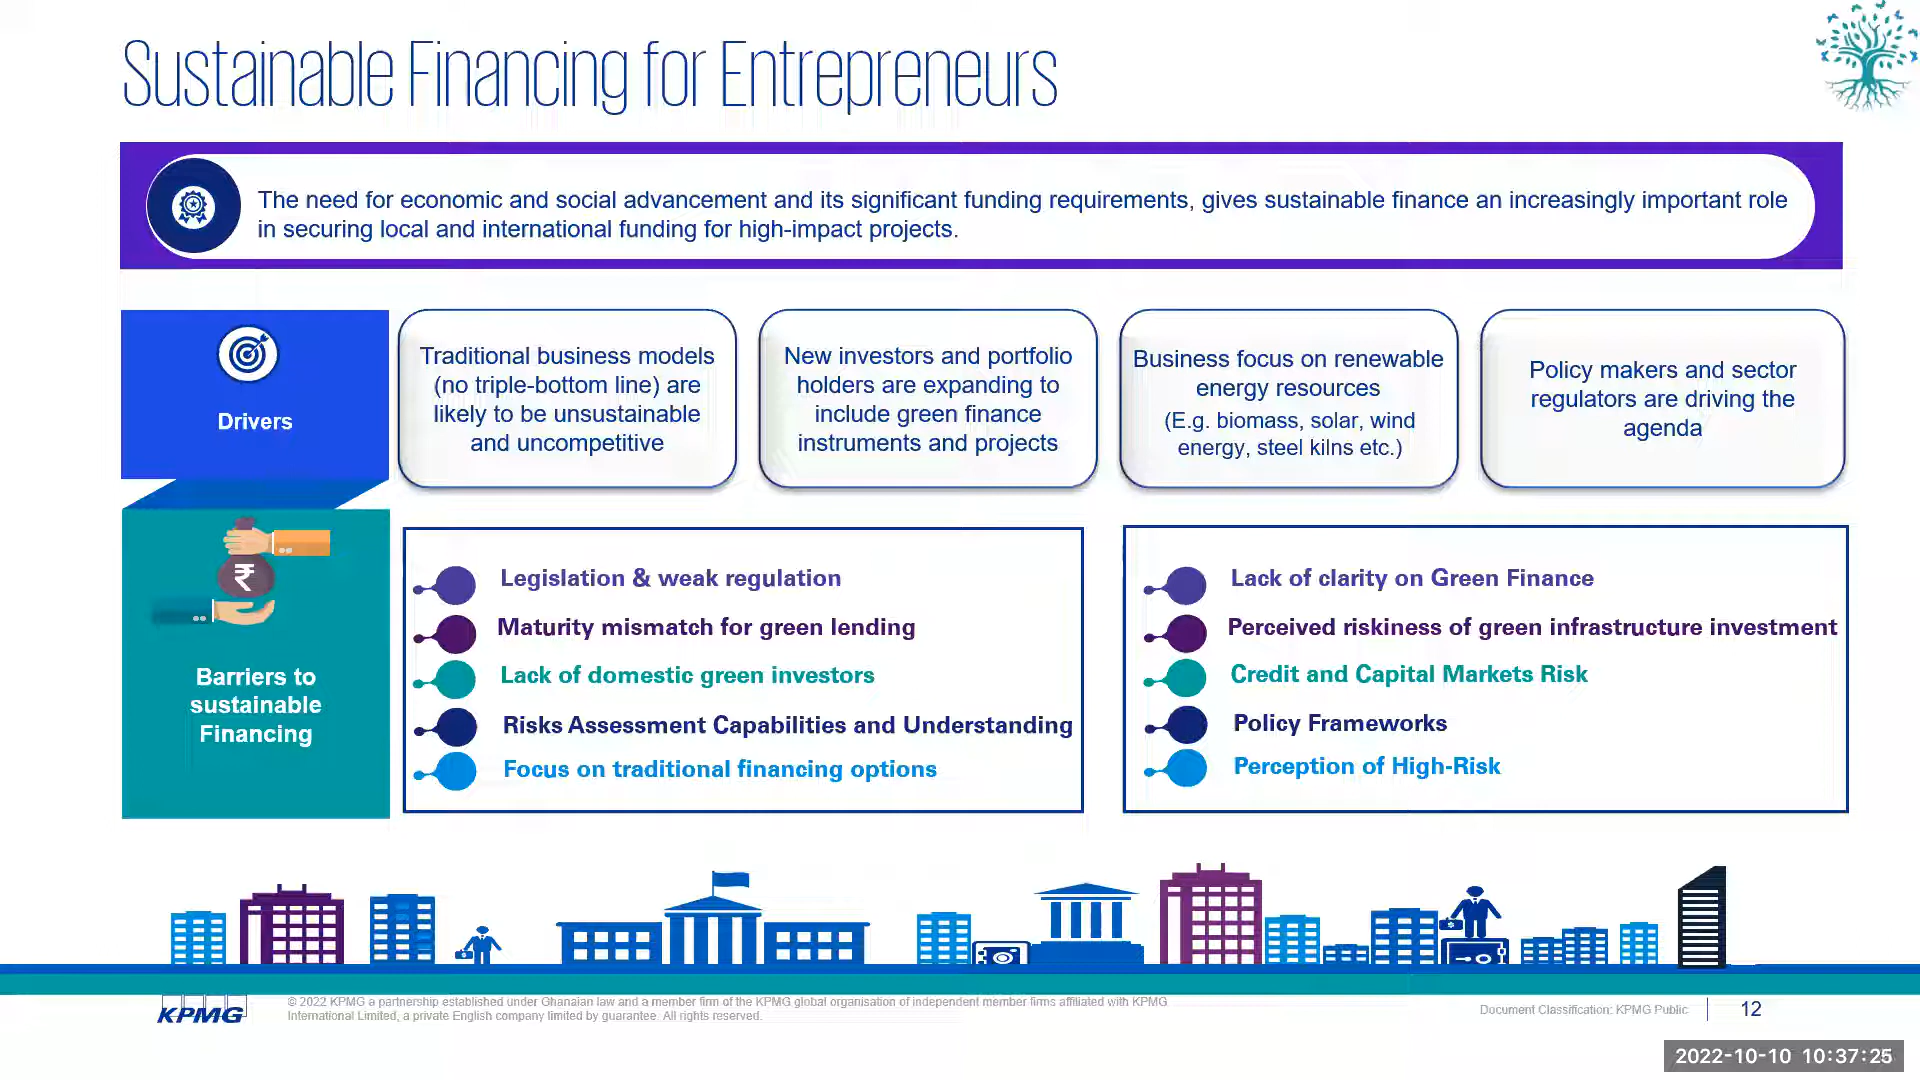 Sustainable Financing for Entrepreneurs
The need for economic and social advancement and its significant funding requirements, gives sustainable finance an increasingly important role
in securing local and international funding for high-impact projects.
Drivers
Traditional business models
(no triple-bottom line) are
likely to be unsustainable
and uncompetitive
New investors and portfolio
holders are expanding to
include green finance
instruments and projects
Business focus on renewable
energy resources
(E.g. biomass, solar, wind
energy, steel kilns etc.)
Policy makers and sector
regulators are driving the
agenda
₹
Barriers to
sustainable
Financing
Legislation & weak regulation
Maturity mismatch for green lending
Lack of domestic green investors
Risks Assessment Capabilities and Understanding
Focus on traditional financing options
Lack of clarity on Green Finance
Perceived riskiness of green infrastructure investment
Credit and Capital Markets Risk
Policy Frameworks
Perception of High-Risk
KPMG
© 2022 KPMG a partnership established under Ghanaian law and a member firm of the KPMG global organisation of independent member firms affiliated with KPMG
International Limited, a private English company limited by guarantee. All rights reserved.
Document Classification: KPMG Public
12
2022-10-10 10:37:25